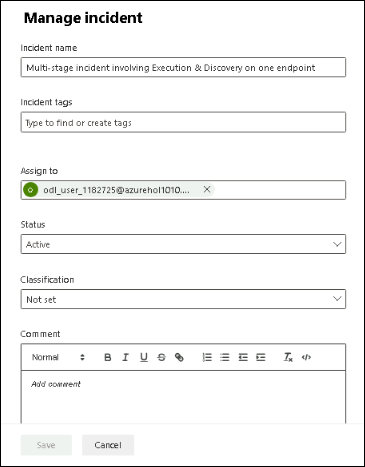 Manage incident
Incident name
Multi-stage incident involving Execution & Discovery on one endpoint
Incident tags
Type to find or create tags
Assign to
O odl_user_1182725@azurehol1010....
Status
Active
Classification
Not set
Comment
Normal B I U S
Add comment
Save Cancel